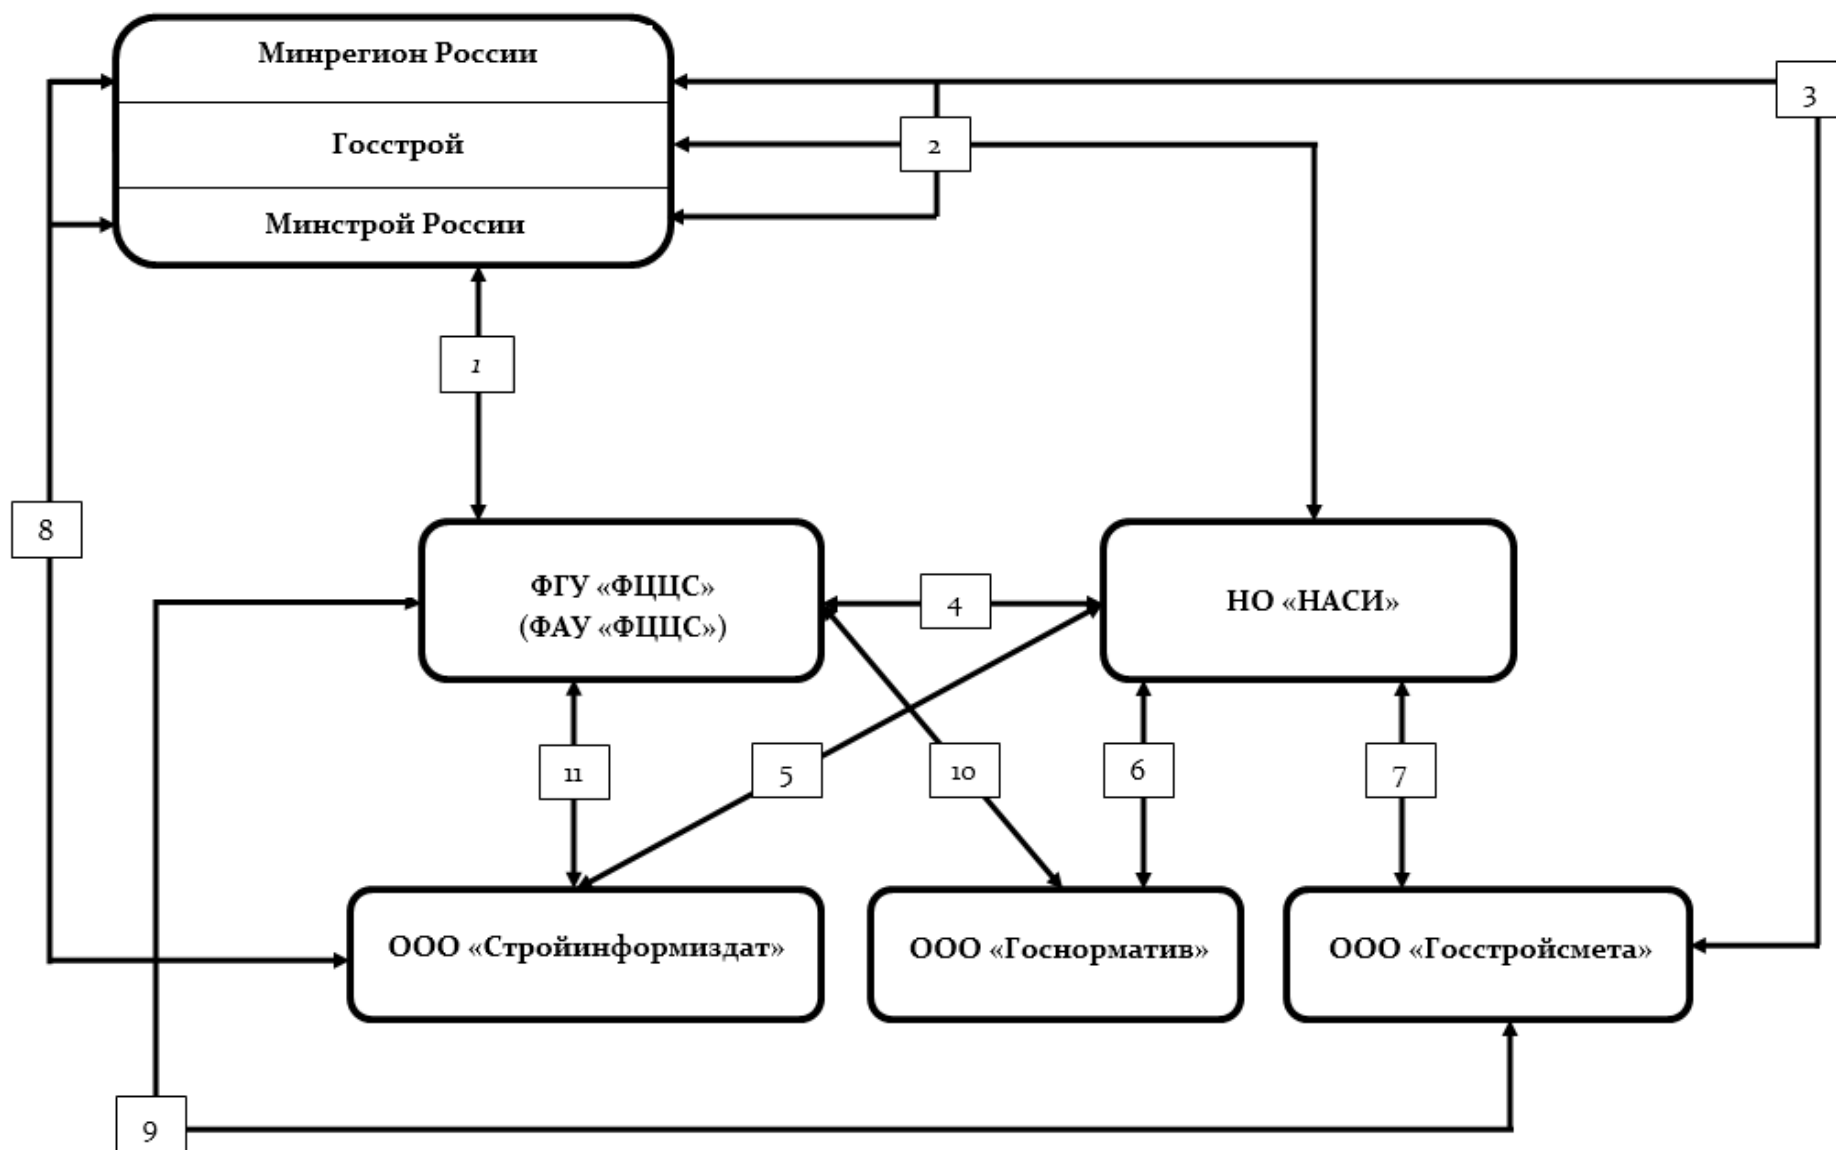 Минрегион России
3
Госстрой
2
Минстрой России
1
8
ФГУ «ФЦЦС»
(ФАУ «ФЦЦС»)
4
НО «НАСИ»
11
5
10
6
7
ООО «Стройинформиздат»
ООО «Госнорматив»
ООО «Госстройсмета»
9